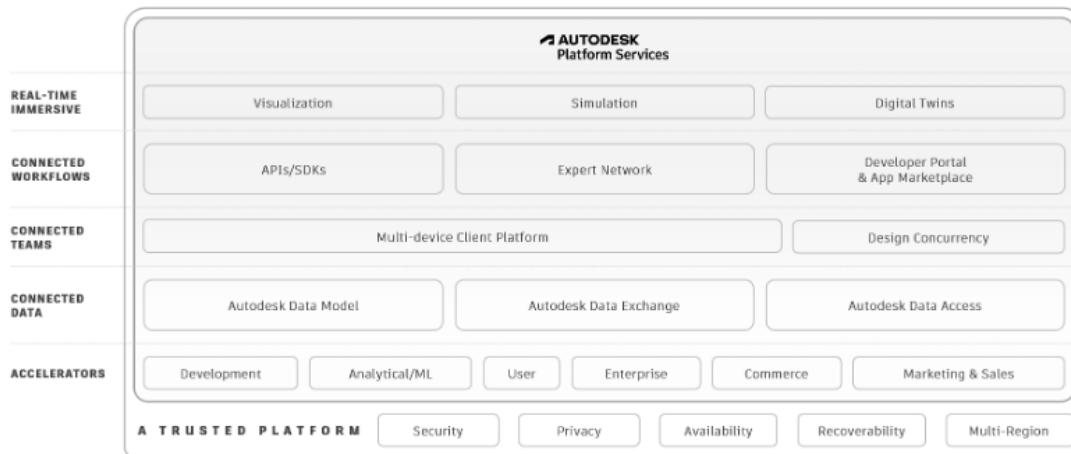 AUTODESK
Platform Services
REAL-TIME
IMMERSIVE
Visualization
Simulation
Digital Twins
CONNECTED
WORKFLOWS
APIs/SDKs
Expert Network
Developer Portal
& App Marketplace
CONNECTED
TEAMS
Multi-device Client Platform
Design Concurrency
CONNECTED
DATA
Autodesk Data Model
Autodesk Data Exchange
Autodesk Data Access
ACCELERATORS
Development
Analytical/ML
User
Enterprise
Commerce
Marketing & Sales
A TRUSTED PLATFORM
Security
Privacy
Availability
Recoverability
Multi-Region